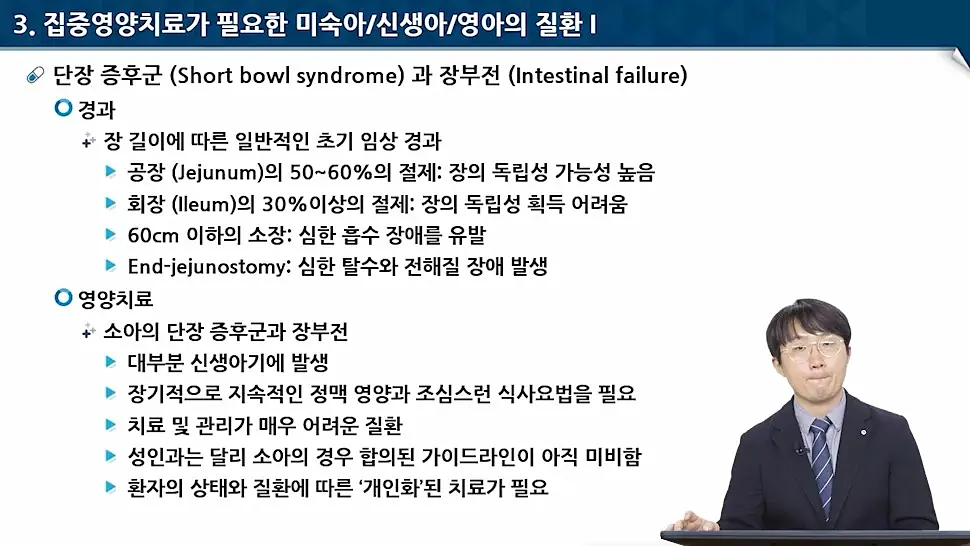 3. 집중영양치료가 필요한 미숙아/신생아/영아의 질환 I
단장 증후군 (Short bowl syndrome) 과 장부전 (Intestinal failure)
경과
장 길이에 따른 일반적인 초기 임상 경과
공장 (Jejunum)의 50~60%의 절제: 장의 독립성 가능성 높음
회장 (Ileum)의 30%이상의 절제: 장의 독립성 획득 어려움
60cm 이하의 소장: 심한 흡수 장애를 유발
End-jejunostomy: 심한 탈수와 전해질 장애 발생
영양치료
소아의 단장 증후군과 장부전
대부분 신생아기에 발생
장기적으로 지속적인 정맥 영양과 조심스런 식사요법을 필요
치료 및 관리가 매우 어려운 질환
성인과는 달리 소아의 경우 합의된 가이드라인이 아직 미비함
환자의 상태와 질환에 따른 ‘개인화’된 치료가 필요